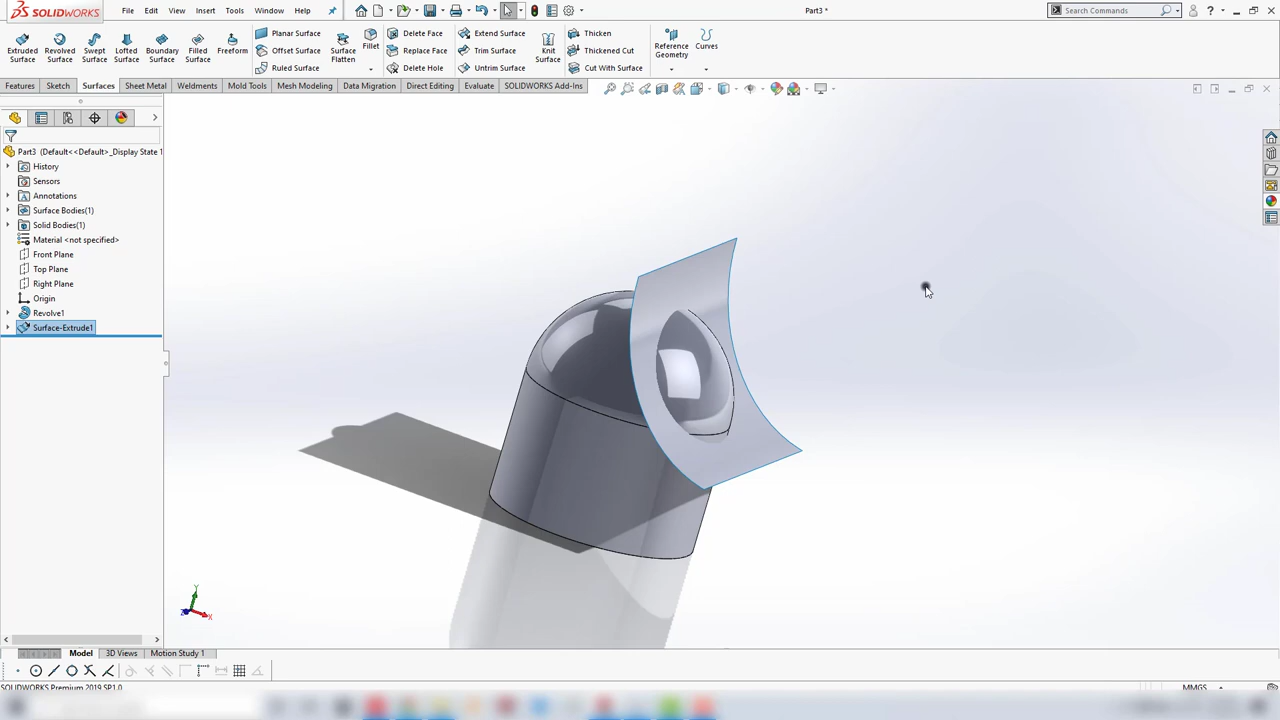 SOLIDWORKS File Edit View Insert Tools Window Help Part3 * Search Commands
Extruded Surface
Revolved Surface
Swept Surface
Lofted Surface
Boundary Surface
Filled Surface
Freeform
Planar Surface
Offset Surface
Ruled Surface
Surface Flatten
Fillet
Delete Face
Replace Face
Delete Hole
Extend Surface
Trim Surface
Untrim Surface
Knit Surface
Thicken
Thickened Cut
Cut With Surface
Reference Geometry
Curves
Features Sketch Surfaces Sheet Metal Weldments Mold Tools Mesh Modeling Data Migration Direct Editing Evaluate SOLIDWORKS Add-Ins
Part3 (Default<<Default>_Display State 1
History
Sensors
Annotations
Surface Bodies(1)
Solid Bodies(1)
Material <not specified>
Front Plane
Top Plane
Right Plane
Origin
Revolve1
Surface-Extrude1
Y
X
Z
Model 3D Views Motion Study 1
SOLIDWORKS Premium 2019 SP1.0 MMGS